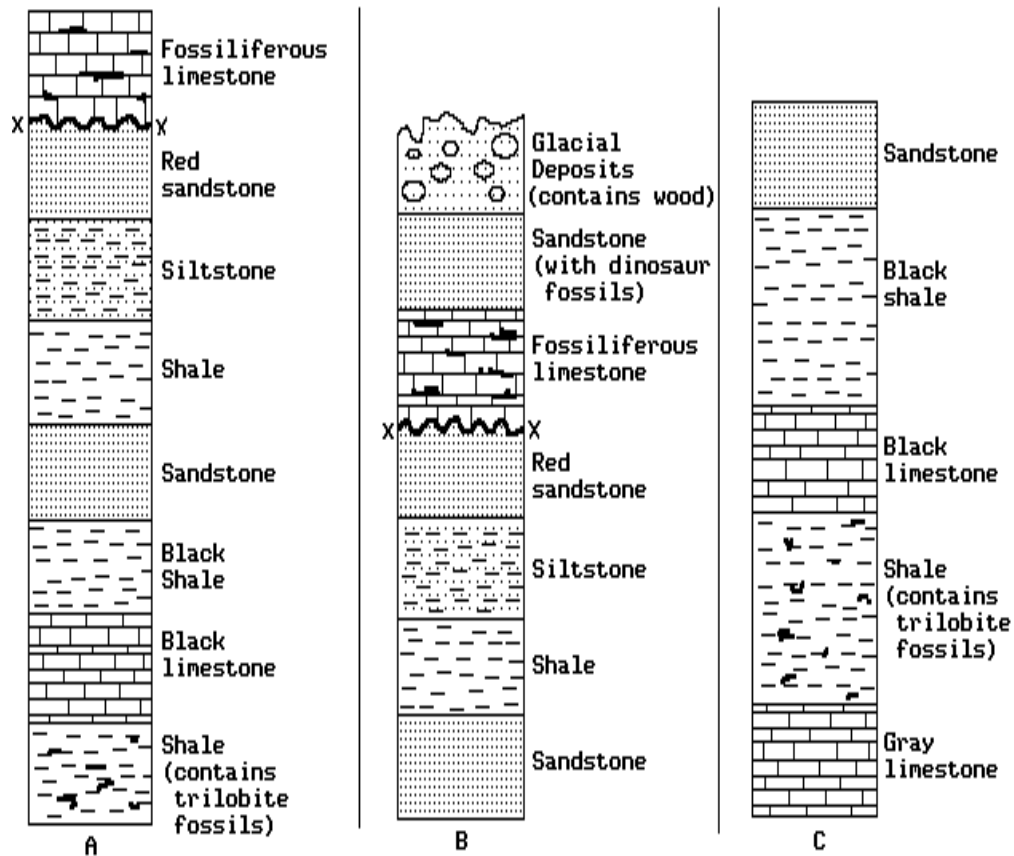 Fossiliferous
limestone
X X
Red
sandstone
Siltstone
Shale
Sandstone
Black
Shale
Black
limestone
Shale
(contains
trilobite
fossils)
A
Glacial
Deposits
(contains wood)
Sandstone
(with dinosaur
fossils)
Fossiliferous
limestone
X X
Red
sandstone
Siltstone
Shale
Sandstone
B
Sandstone
Black
shale
Black
limestone
Shale
(contains
trilobite
fossils)
Gray
limestone
C